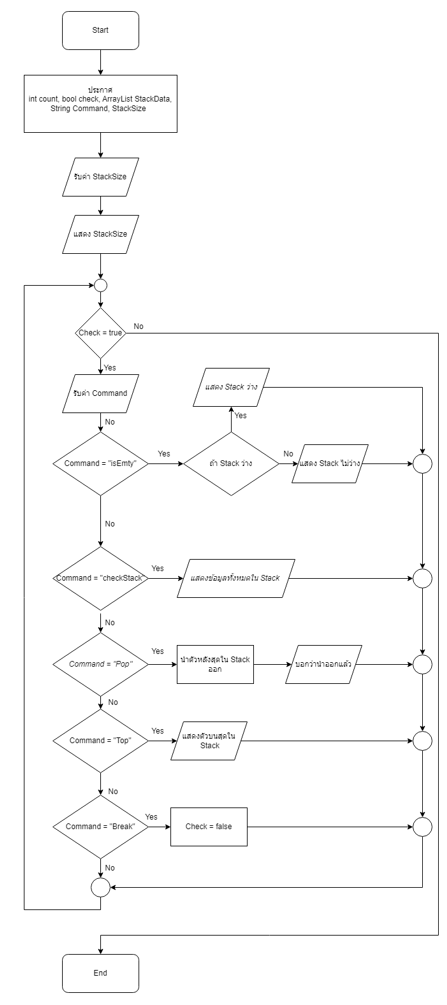 Start
ประกาศ
int count, bool check, ArrayList StackData,
String Command, StackSize
รับค่า StackSize
แสดง StackSize
Check = true
No
Yes
รับค่า Command
No
แสดง Stack ว่าง
Yes
Command = "isEmty"
Yes
ถ้า Stack ว่าง
No
แสดง Stack ไม่ว่าง
No
Command = "checkStack
Yes
แสดงข้อมูลทั้งหมดใน Stack
No
Command = "Pop"
Yes
นำตัวหลังสุดใน Stack
ออก
บอกว่านำออกแล้ว
No
Command = "Top"
Yes
แสดงตัวบนสุดใน
Stack
No
Command = "Break"
Yes
Check = false
No
End